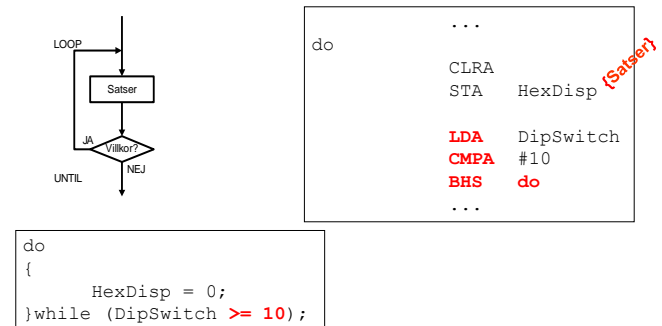 LOOP
Satser
JA
Villkor?
NEJ
UNTIL
...
do
CLRA
STA HexDisp
{Satser}
LDA DipSwitch
CMPA #10
BHS do
...
do
{
HexDisp = 0;
}while (DipSwitch >= 10);